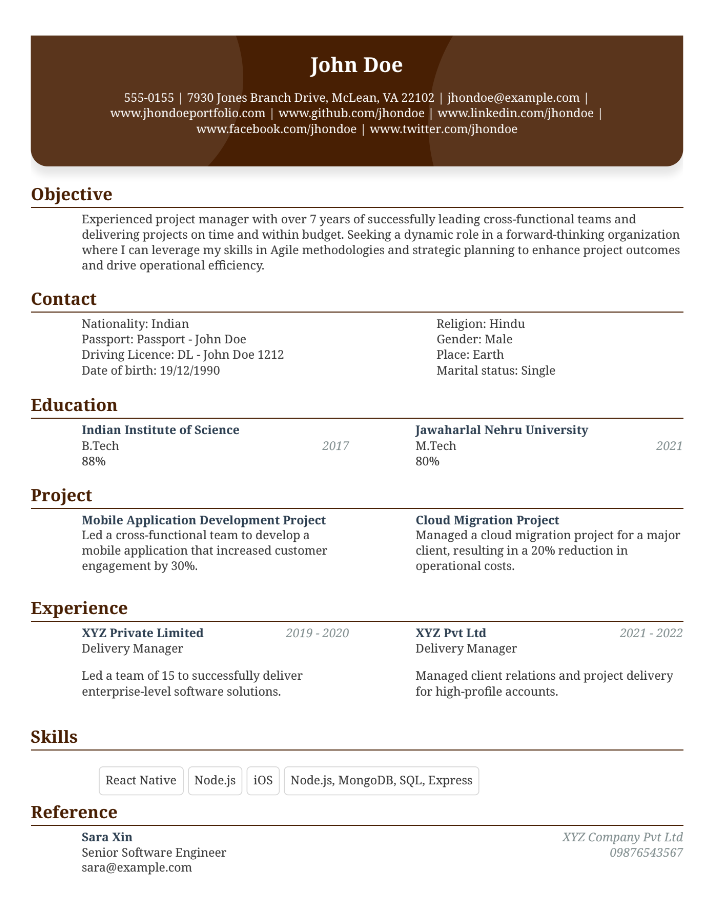 John Doe
555-0155 | 7930 Jones Branch Drive, McLean, VA 22102 | jhondoe@example.com |
www.jhondoeportfolio.com | www.github.com/jhondoe | www.linkedin.com/jhondoe |
www.facebook.com/jhondoe | www.twitter.com/jhondoe
Objective
Experienced project manager with over 7 years of successfully leading cross-functional teams and
delivering projects on time and within budget. Seeking a dynamic role in a forward-thinking organization
where I can leverage my skills in Agile methodologies and strategic planning to enhance project outcomes
and drive operational efficiency.
Contact
Nationality: Indian
Passport: Passport - John Doe
Driving Licence: DL - John Doe 1212
Date of birth: 19/12/1990
Religion: Hindu
Gender: Male
Place: Earth
Marital status: Single
Education
Indian Institute of Science
B.Tech 2017
88%
Jawaharlal Nehru University
M.Tech 2021
80%
Project
Mobile Application Development Project
Led a cross-functional team to develop a
mobile application that increased customer
engagement by 30%.
Cloud Migration Project
Managed a cloud migration project for a major
client, resulting in a 20% reduction in
operational costs.
Experience
XYZ Private Limited 2019 - 2020
Delivery Manager
Led a team of 15 to successfully deliver
enterprise-level software solutions.
XYZ Pvt Ltd 2021 - 2022
Delivery Manager
Managed client relations and project delivery
for high-profile accounts.
Skills
React Native Node.js iOS Node.js, MongoDB, SQL, Express
Reference
Sara Xin XYZ Company Pvt Ltd
Senior Software Engineer 09876543567
sara@example.com